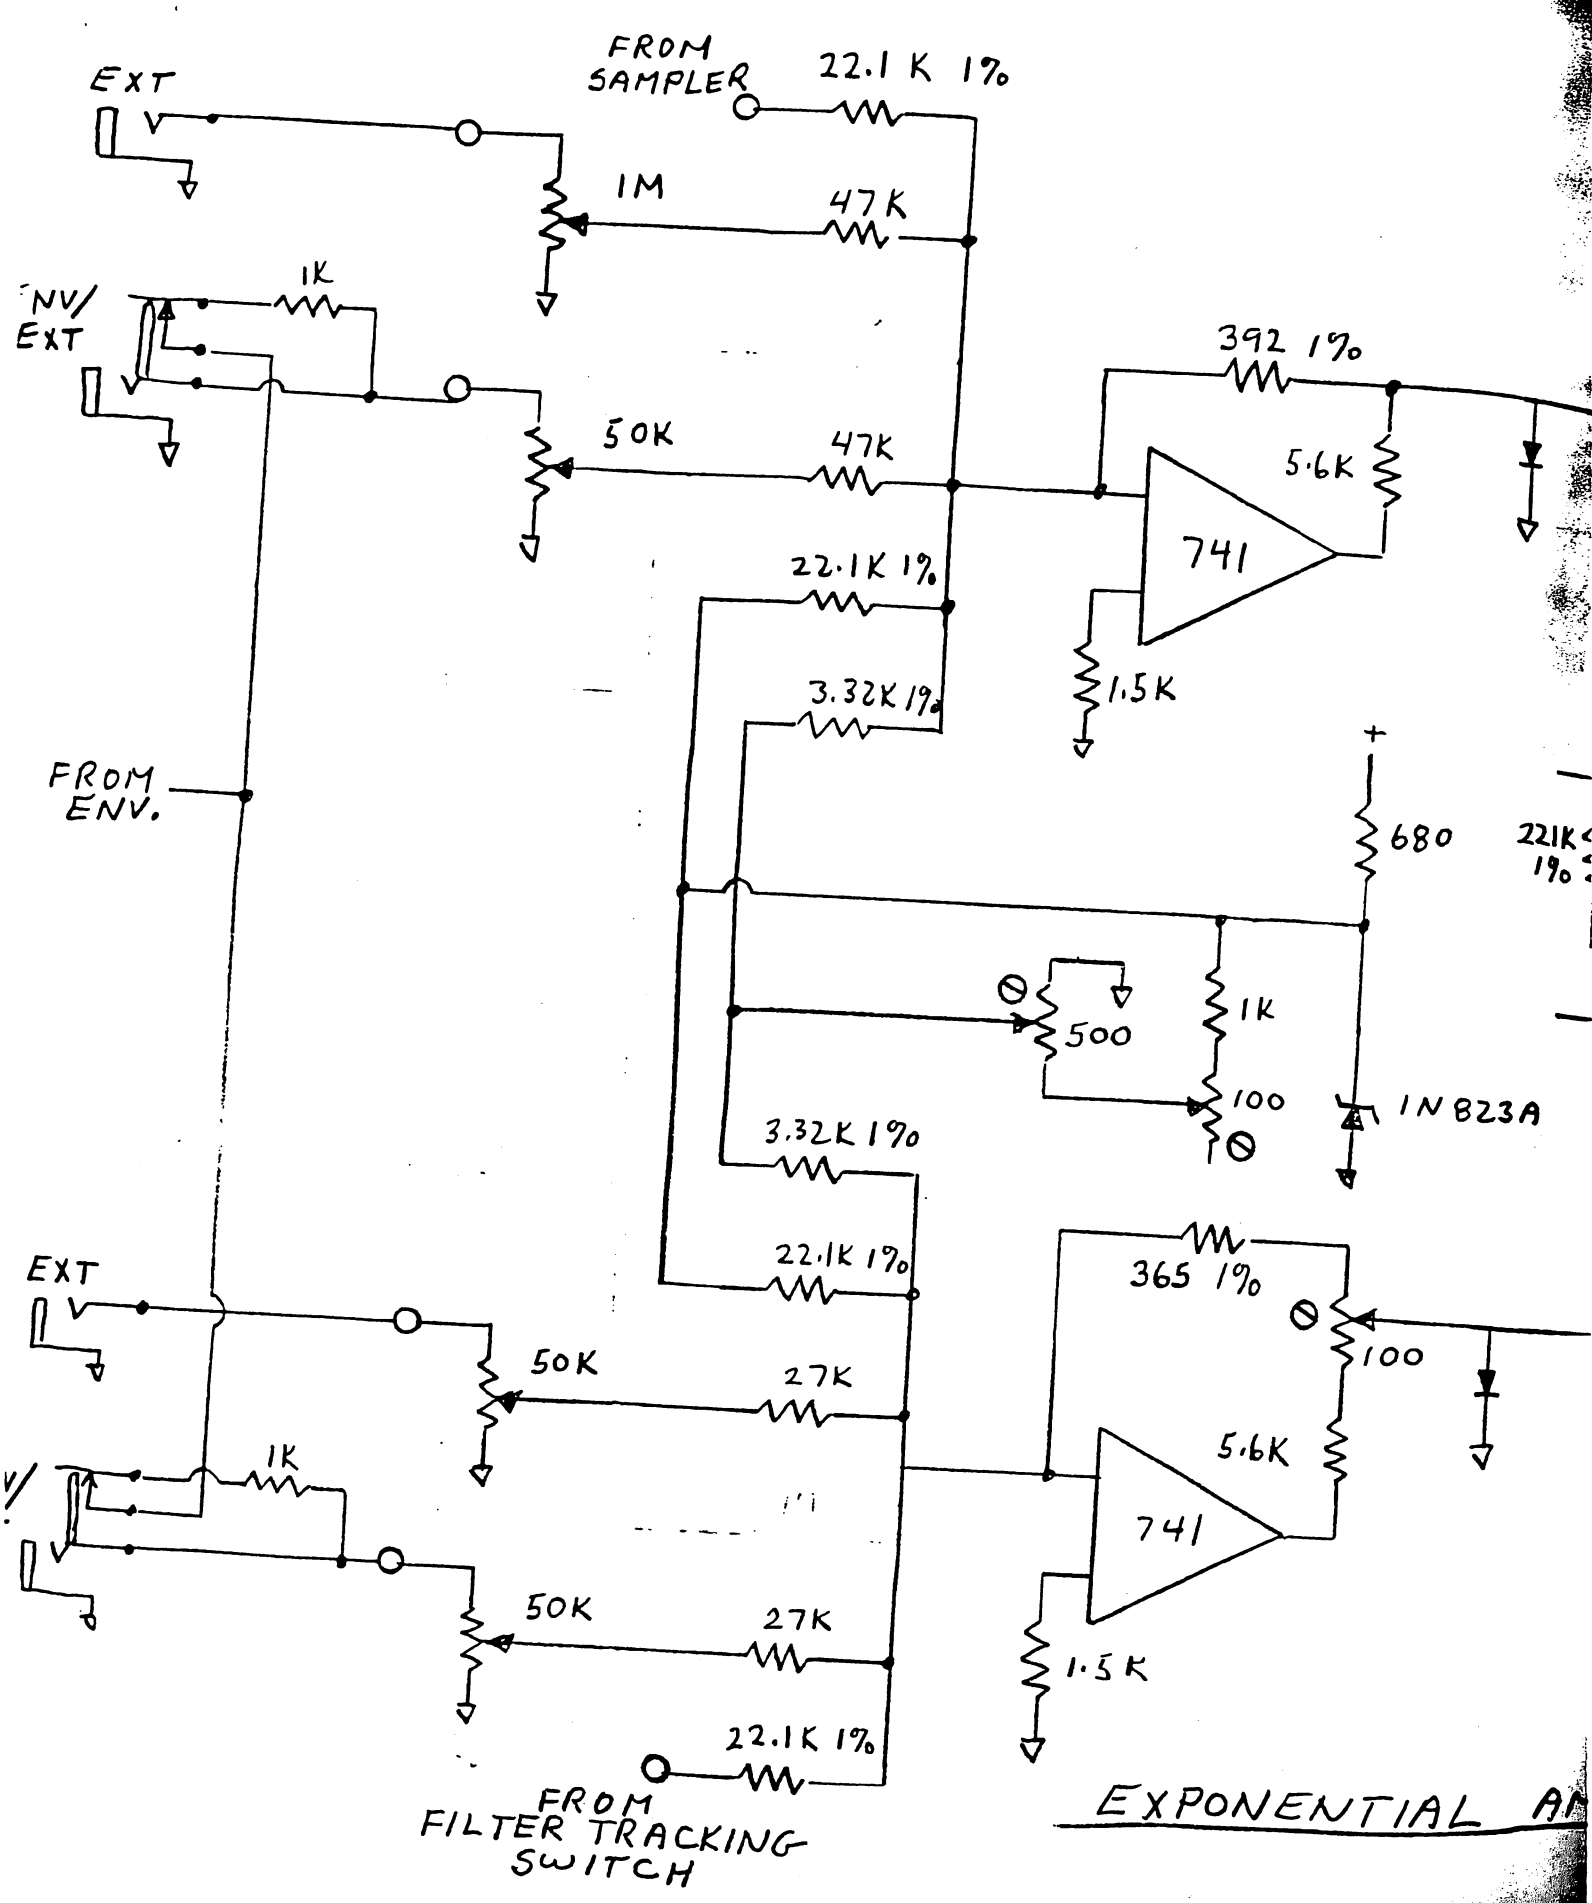 FROM
SAMPLER
22.1 K 1%
EXT
1M
47K
1K
NV/
EXT
392 1%
50K
47K
5.6K
22.1K 1%
741
3.32K 1%
1.5K
+
FROM
ENV.
680
221K
1%
1K
500
100
1N823A
3.32K 1%
22.1K 1%
EXT
365 1%
50K
27K
100
1K
5.6K
V/
741
50K
27K
1.5K
22.1K 1%
FROM
FILTER TRACKING
SWITCH
EXPONENTIAL